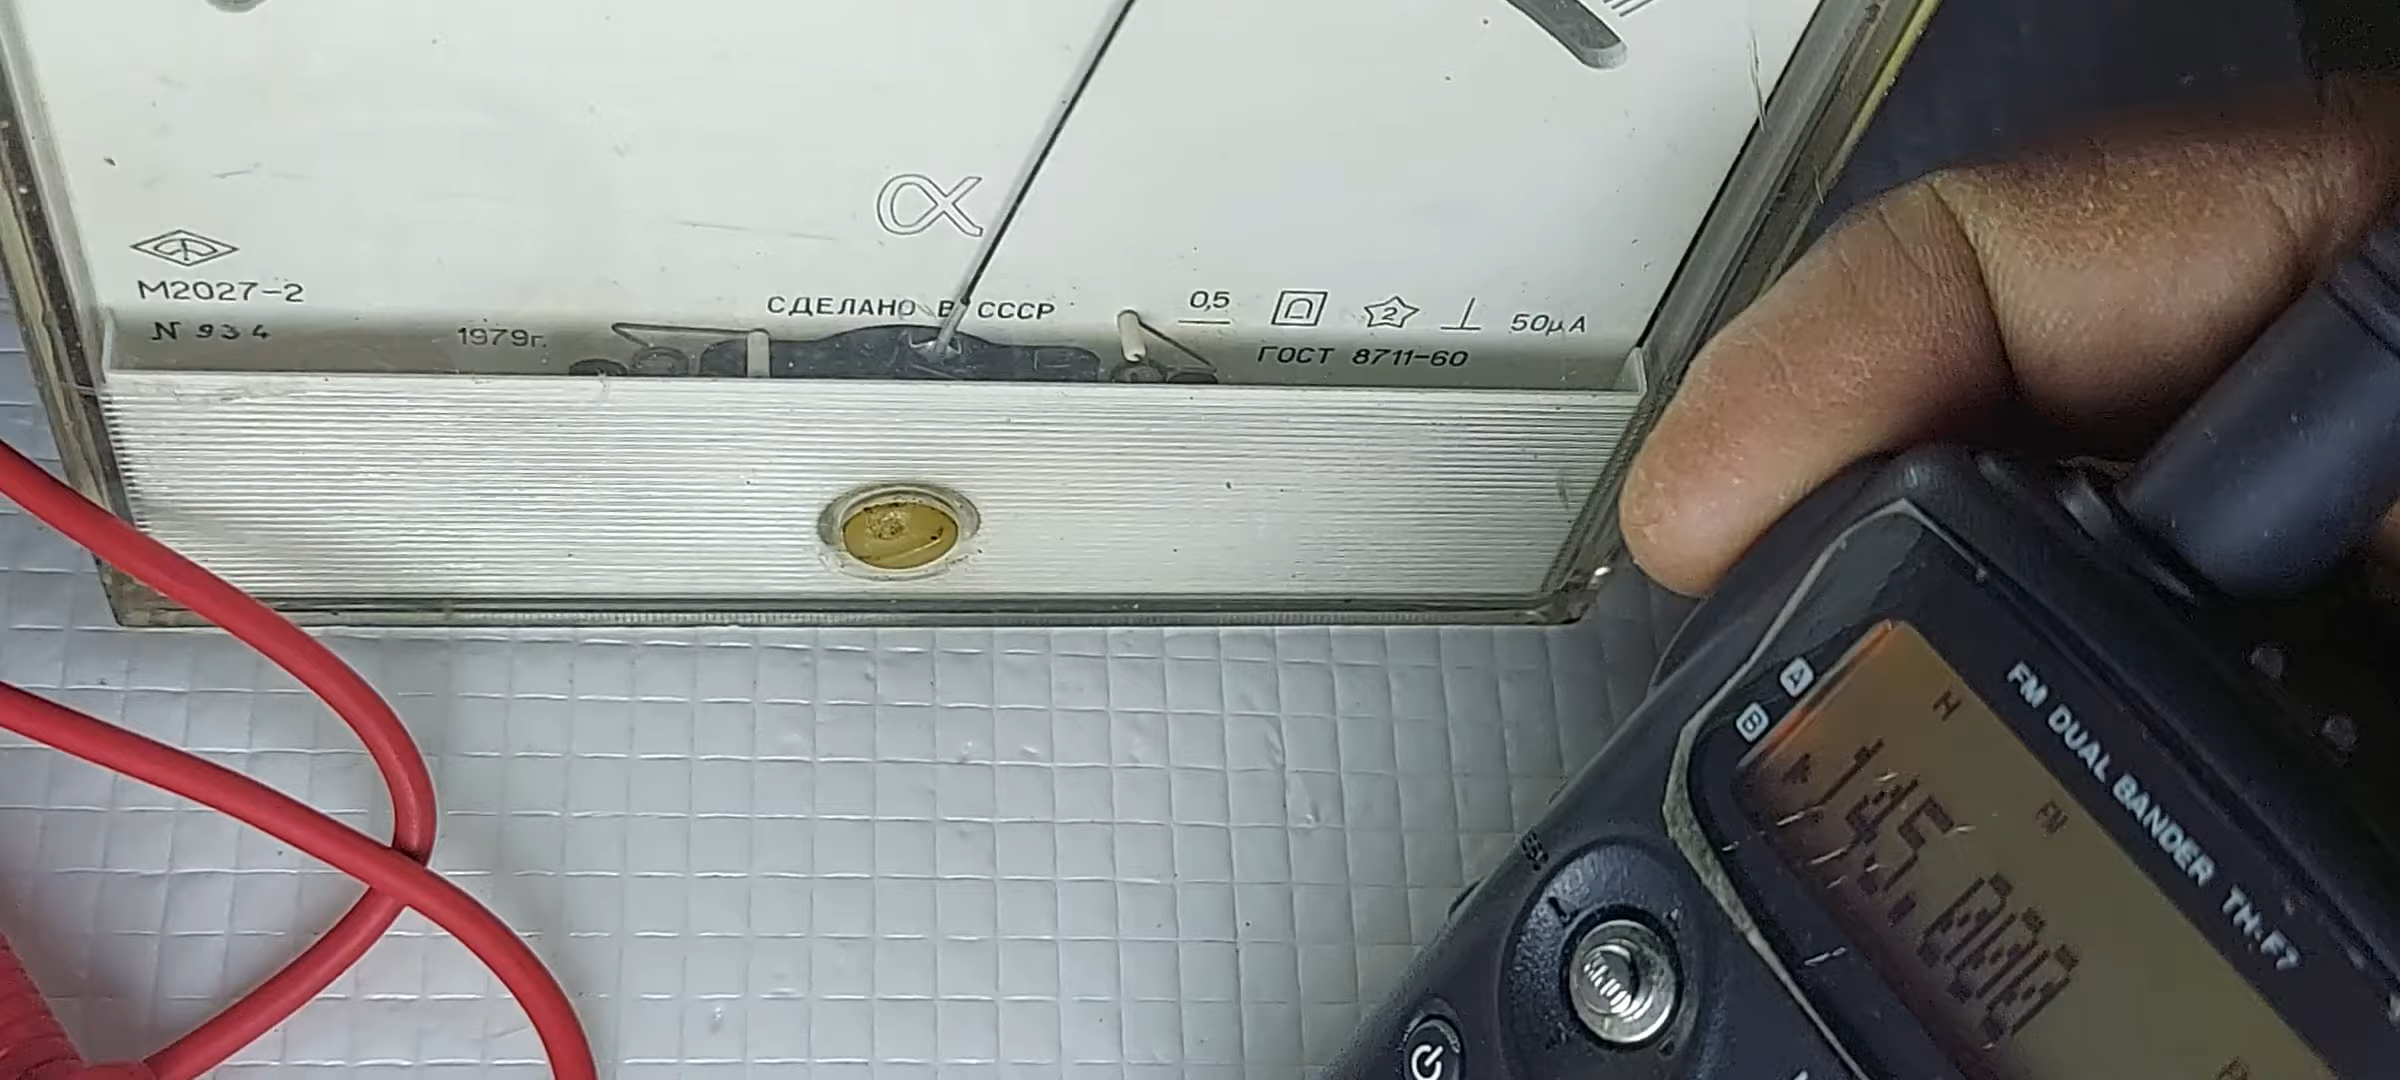 α
М2027-2
N 934
1979г.
СДЕЛАНО В СССР
0,5
2
50μA
ГОСТ 8711-60
A
B
H
FM
145.000
FM DUAL BANDER TH-F7